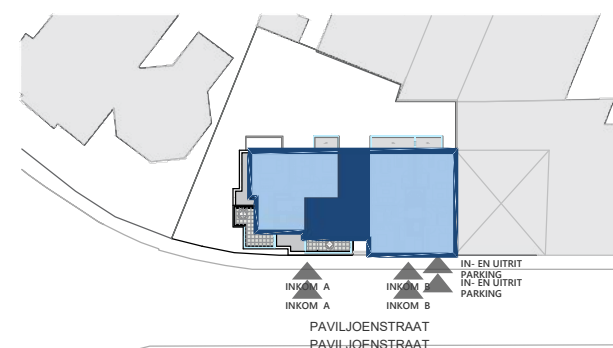 IN- EN UITRIT
PARKING
INKOM A
INKOM B
IN- EN UITRIT
PARKING
INKOM A
INKOM B
PAVILJOENSTRAAT
PAVILJOENSTRAAT